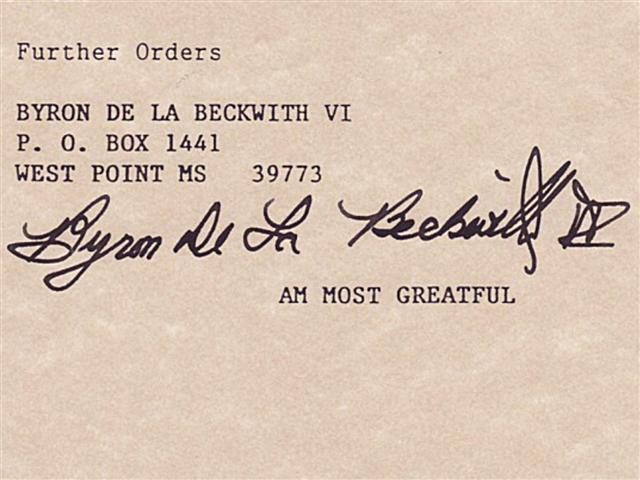 Further Orders
BYRON DE LA BECKWITH VI
P. O. BOX 1441
WEST POINT MS 39773
Byron De La Beckwith VI
AM MOST GREATFUL